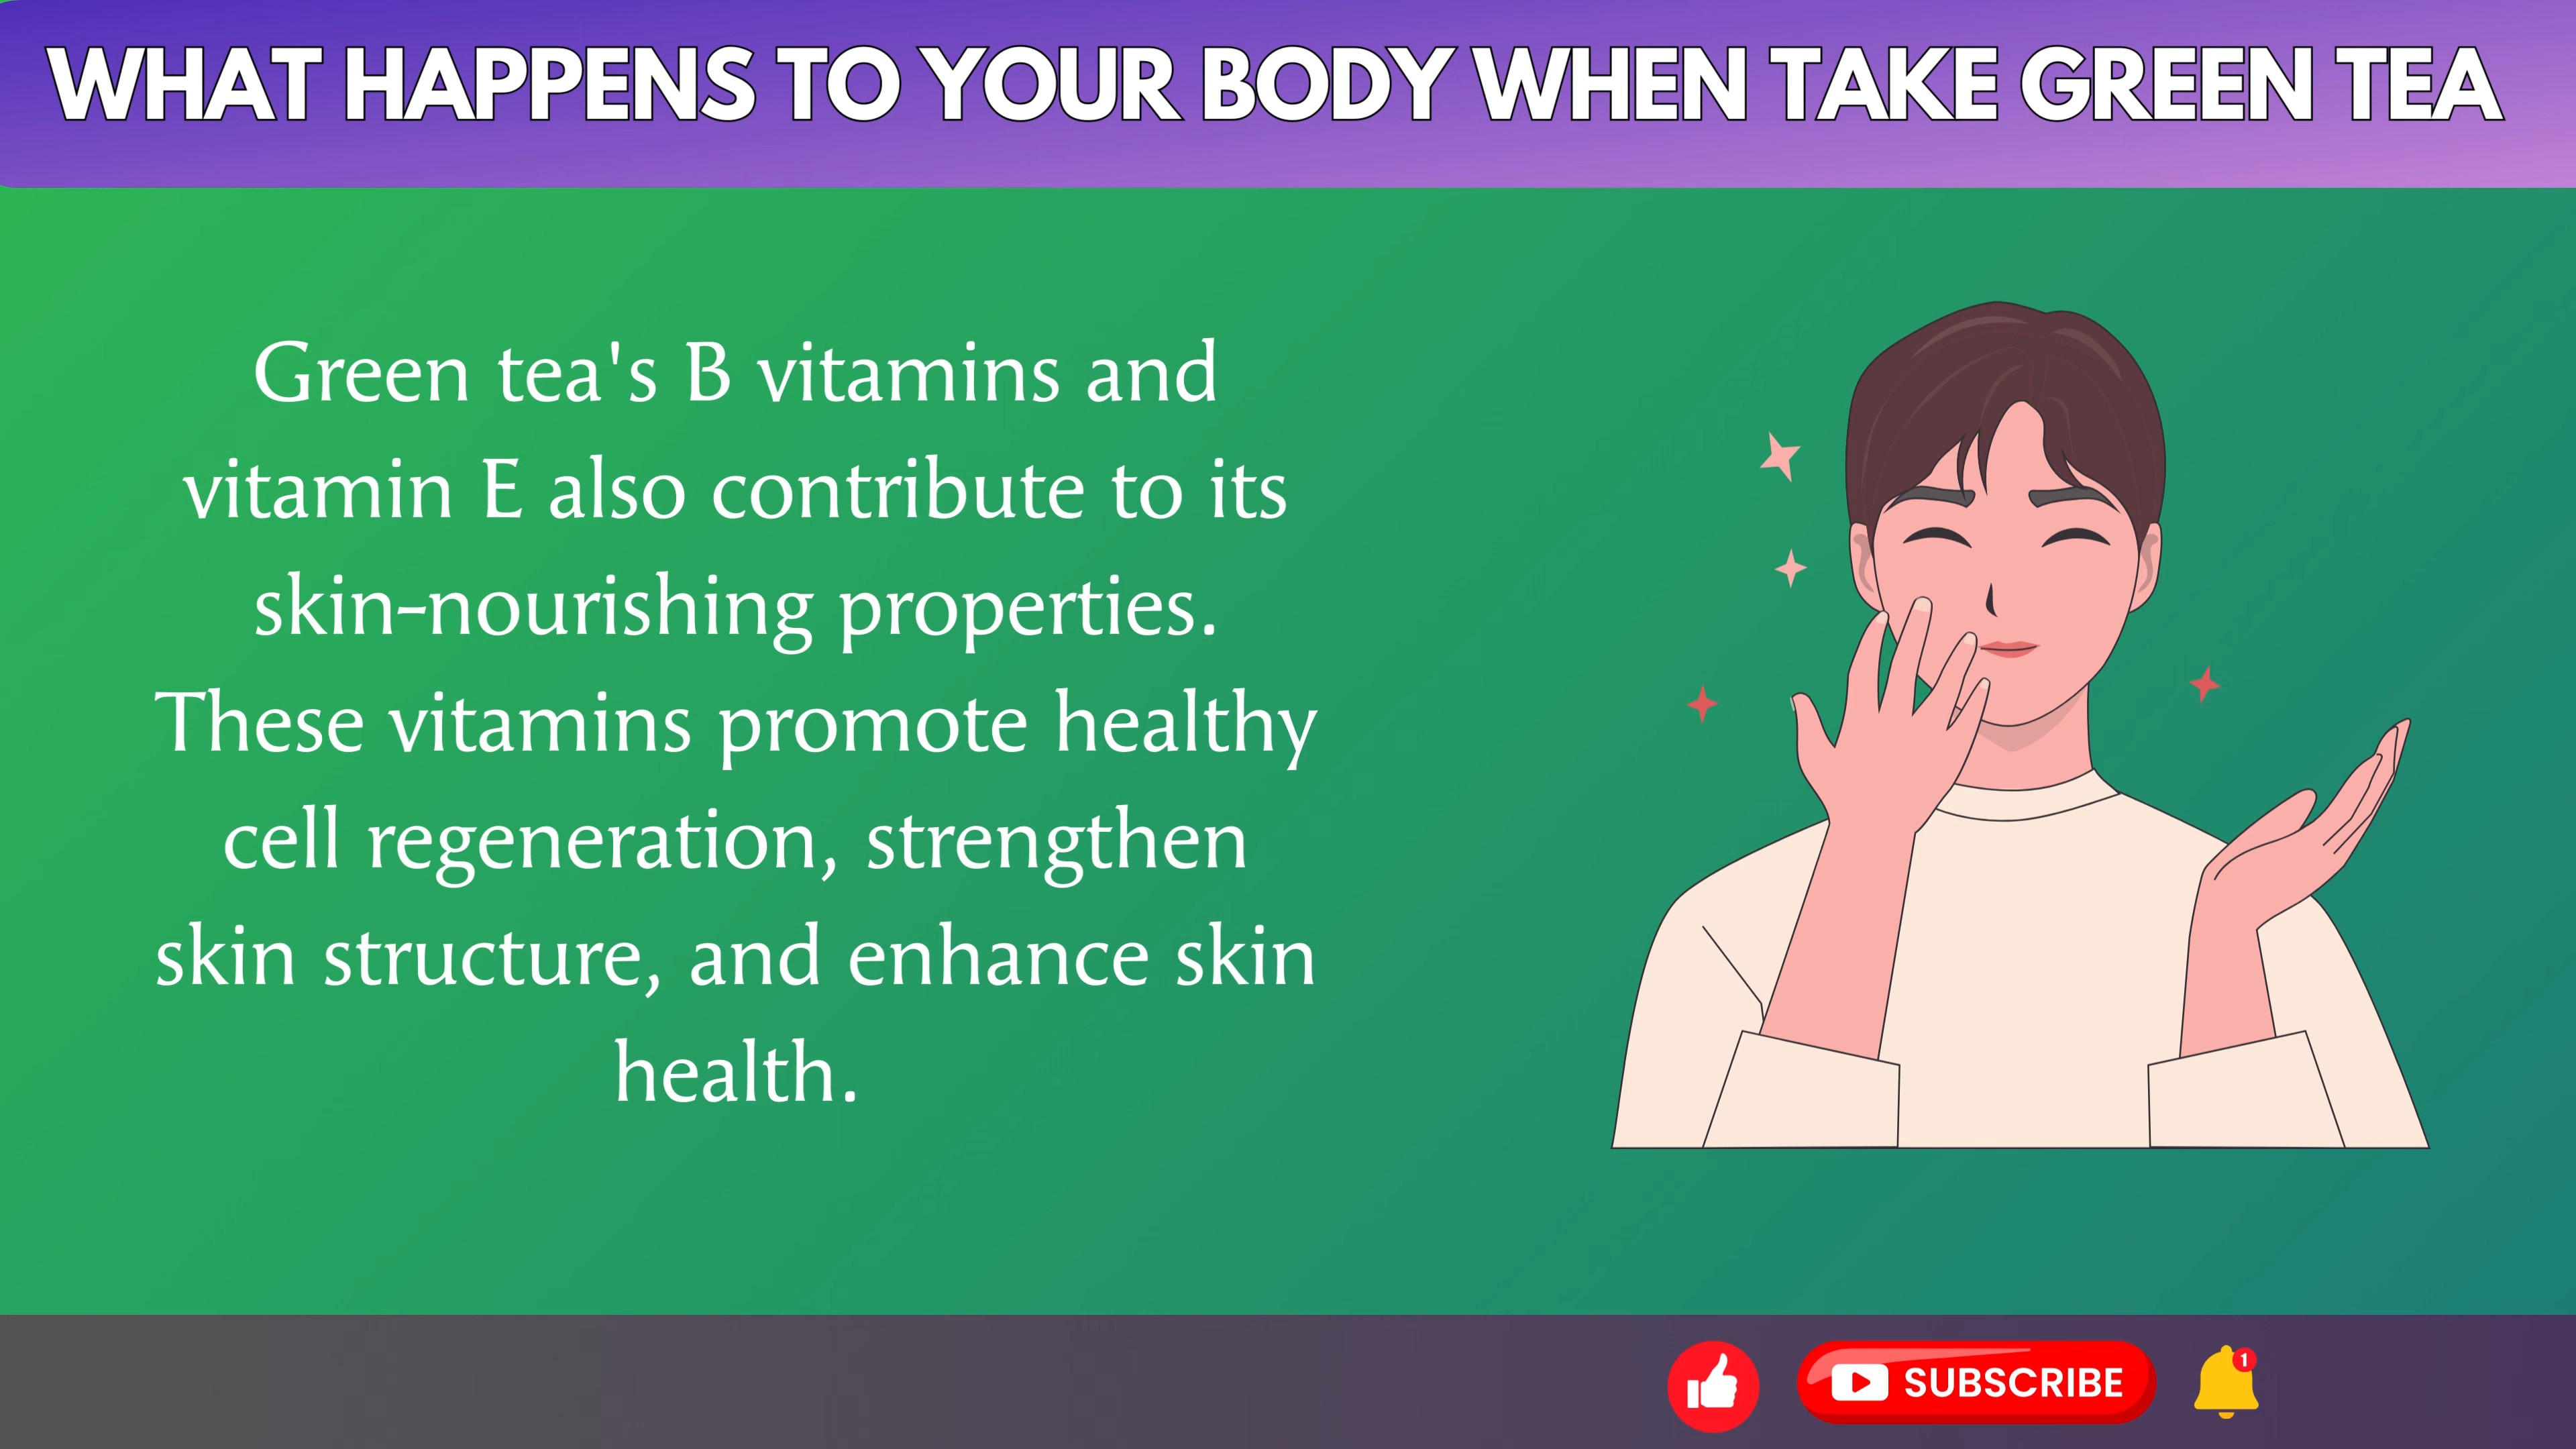 WHAT HAPPENS TO YOUR BODY WHEN TAKE GREEN TEA
Green tea's B vitamins and
vitamin E also contribute to its
skin-nourishing properties.
These vitamins promote healthy
cell regeneration, strengthen
skin structure, and enhance skin
health.
SUBSCRIBE
1